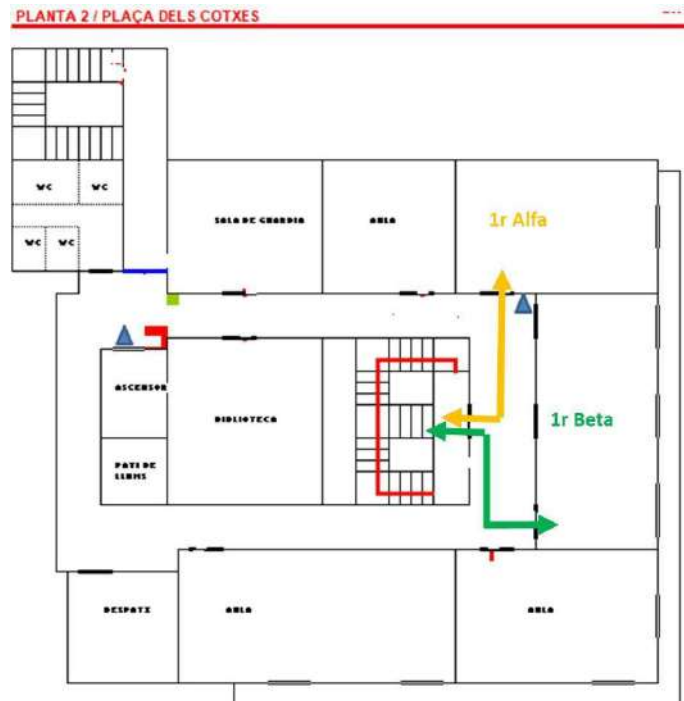 PLANTA 2 / PLAÇA DELS COTXES
WC
WC
SALA DE GUARDIA
AULA
1r Alfa
WC
WC
ASCENSOR
BIBLIOTECA
1r Beta
PATI DE
LLUMS
DESPATX
AULA
AULA